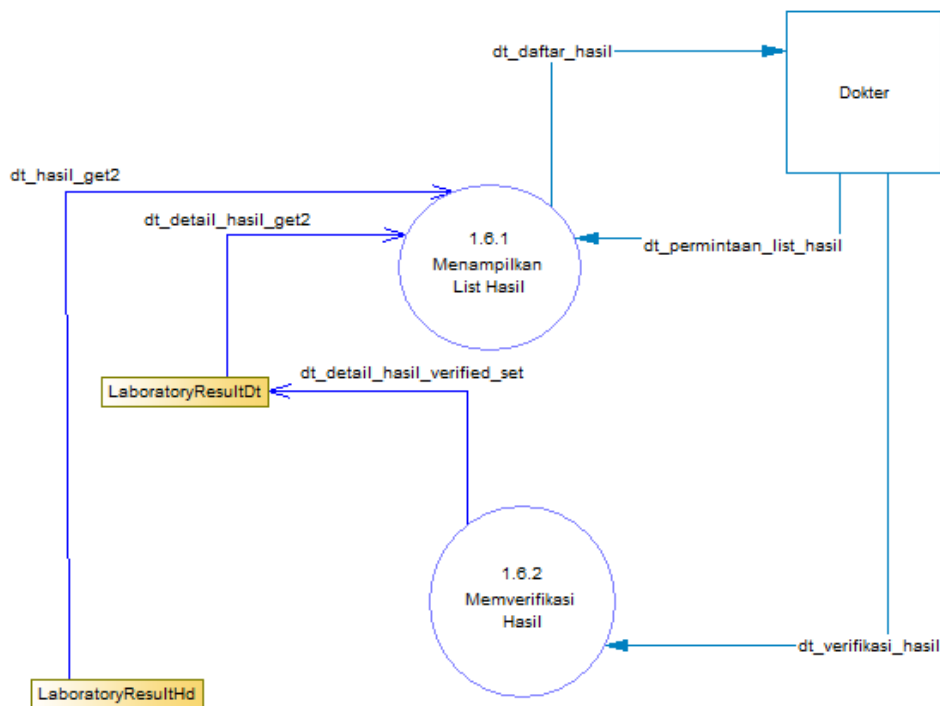 dt_daftar_hasil
Dokter
dt_hasil_get2
dt_detail_hasil_get2
1.6.1
Menampilkan
List Hasil
dt_permintaan_list_hasil
dt_detail_hasil_verified_set
LaboratoryResultDt
1.6.2
Memverifikasi
Hasil
dt_verifikasi_hasil
LaboratoryResultHd